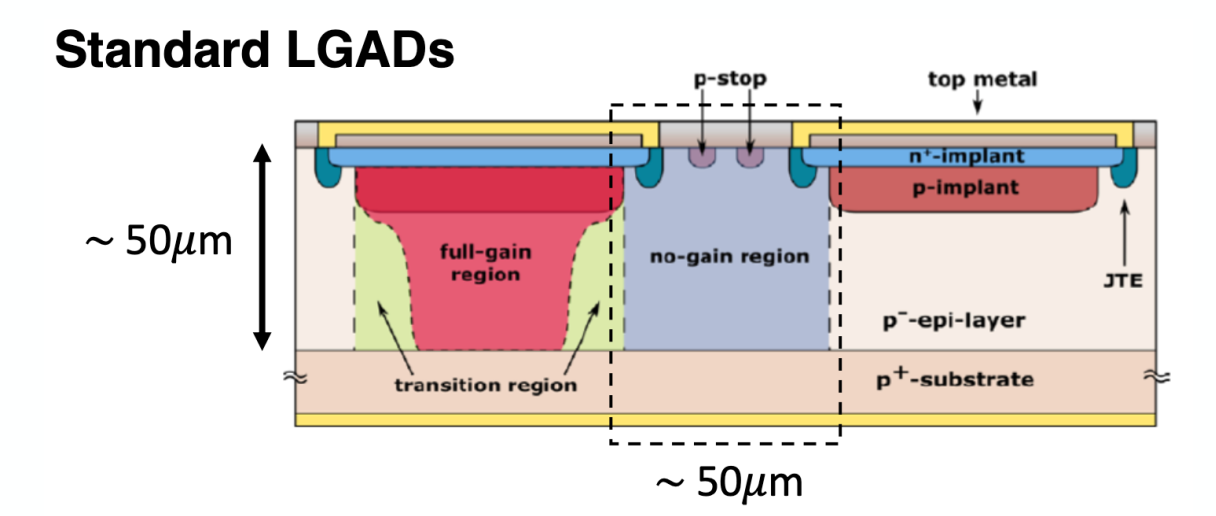 Standard LGADs
p-stop
top metal
n⁺-implant
p-implant
~ 50μm
full-gain
region
no-gain region
JTE
p⁻-epi-layer
transition region
p⁺-substrate
~ 50μm